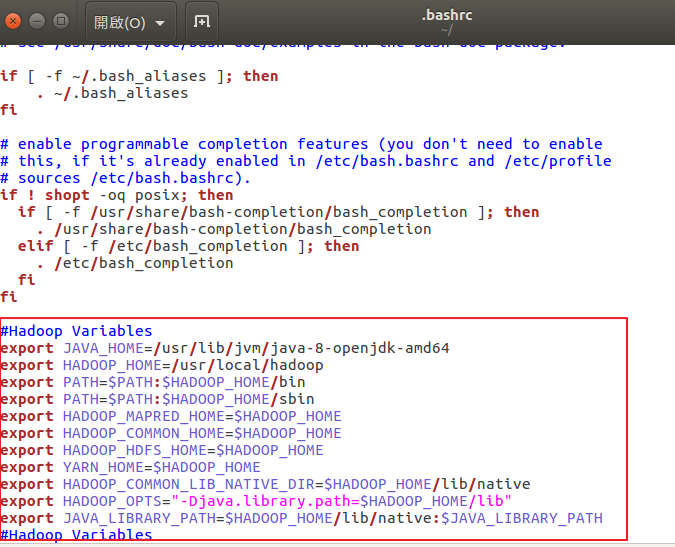 開啟(O)
.bashrc
~/
# see /usr/share/doc/bash-doc/examples in the bash-doc package.
if [ -f ~/.bash_aliases ]; then
    . ~/.bash_aliases
fi
# enable programmable completion features (you don't need to enable
# this, if it's already enabled in /etc/bash.bashrc and /etc/profile
# sources /etc/bash.bashrc).
if ! shopt -oq posix; then
  if [ -f /usr/share/bash-completion/bash_completion ]; then
    . /usr/share/bash-completion/bash_completion
  elif [ -f /etc/bash_completion ]; then
    . /etc/bash_completion
  fi
fi
#Hadoop Variables
export JAVA_HOME=/usr/lib/jvm/java-8-openjdk-amd64
export HADOOP_HOME=/usr/local/hadoop
export PATH=$PATH:$HADOOP_HOME/bin
export PATH=$PATH:$HADOOP_HOME/sbin
export HADOOP_MAPRED_HOME=$HADOOP_HOME
export HADOOP_COMMON_HOME=$HADOOP_HOME
export HADOOP_HDFS_HOME=$HADOOP_HOME
export YARN_HOME=$HADOOP_HOME
export HADOOP_COMMON_LIB_NATIVE_DIR=$HADOOP_HOME/lib/native
export HADOOP_OPTS="-Djava.library.path=$HADOOP_HOME/lib"
export JAVA_LIBRARY_PATH=$HADOOP_HOME/lib/native:$JAVA_LIBRARY_PATH
#Hadoop Variables